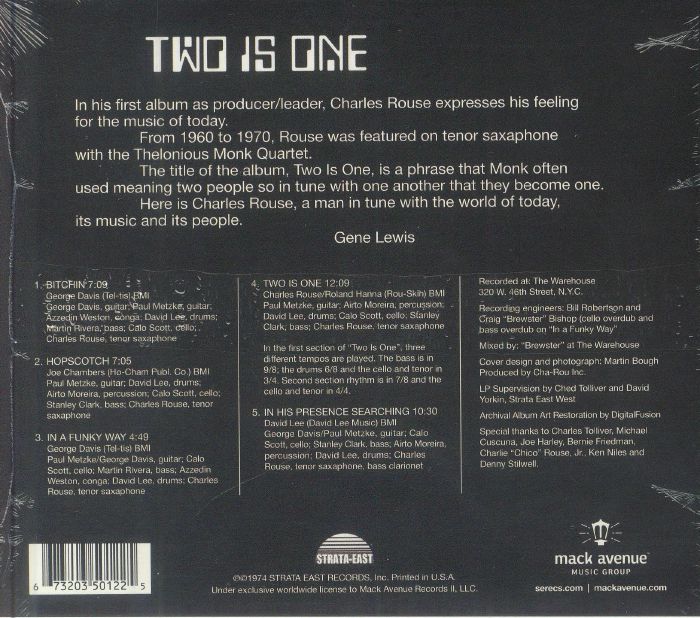 TWO IS ONE
In his first album as producer/leader, Charles Rouse expresses his feeling
for the music of today.
From 1960 to 1970, Rouse was featured on tenor saxophone
with the Thelonious Monk Quartet.
The title of the album, Two Is One, is a phrase that Monk often
used meaning two people so in tune with one another that they become one.
Here is Charles Rouse, a man in tune with the world of today,
its music and its people.
Gene Lewis
1. BITCHIN 7:09
George Davis (Tel-tis) BMI
George Davis, guitar; Paul Metzke, guitar;
Azzedin Weston, conga; David Lee, drums;
Martin Rivera, bass; Calo Scott, cello;
Charles Rouse, tenor saxophone
2. HOPSCOTCH 7:05
Joe Chambers (Ho-Cham Publ. Co.) BMI
Paul Metzke, guitar; David Lee, drums;
Airto Moreira, percussion; Calo Scott, cello;
Stanley Clark, bass; Charles Rouse, tenor
saxophone
3. IN A FUNKY WAY 4:49
George Davis (Tel-tis) BMI
Paul Metzke/George Davis, guitar; Calo
Scott, cello; Martin Rivera, bass; Azzedin
Weston, conga; David Lee, drums; Charles
Rouse, tenor saxophone
4. TWO IS ONE 12:09
Charles Rouse/Roland Hanna (Rou-Skih) BMI
Paul Metzke, guitar; Airto Moreira, percussion;
David Lee, drums; Calo Scott, cello; Stanley
Clark; bass; Charles Rouse, tenor saxophone
In the first section of "Two Is One", three
different tempos are played. The bass is in
9/8; the drums 6/8 and the cello and tenor in
3/4. Second section rhythm is in 7/8 and the
cello and tenor in 4/4.
5. IN HIS PRESENCE SEARCHING 10:30
David Lee (David Lee Music) BMI
George Davis/Paul Metzke, guitar; Calo
Scott, cello; Stanley Clark, bass; Airto Moreira,
percussion; David Lee, drums; Charles
Rouse, tenor saxophone, bass clarionet
Recorded at: The Warehouse
320 W. 46th Street, N.Y.C.
Recording engineers: Bill Robertson and
Craig "Brewster" Bishop (cello overdub and
bass overdub on "In a Funky Way"
Mixed by: "Brewster" at The Warehouse
Cover design and photograph: Martin Bough
Produced by Cha-Rou Inc.
LP Supervision by Ched Tolliver and David
Yorkin, Strata East West
Archival Album Art Restoration by DigitalFusion
Special thanks to Charles Tolliver, Michael
Cuscuna, Joe Harley, Bernie Friedman,
Charlie "Chico" Rouse, Jr., Ken Niles and
Denny Stilwell.
6 73203 50122 5
STRATA-EAST
℗©1974 STRATA EAST RECORDS, Inc. Printed in U.S.A.
Under exclusive worldwide license to Mack Avenue Records II, LLC.
mack avenue
MUSIC GROUP
serecs.com | mackavenue.com